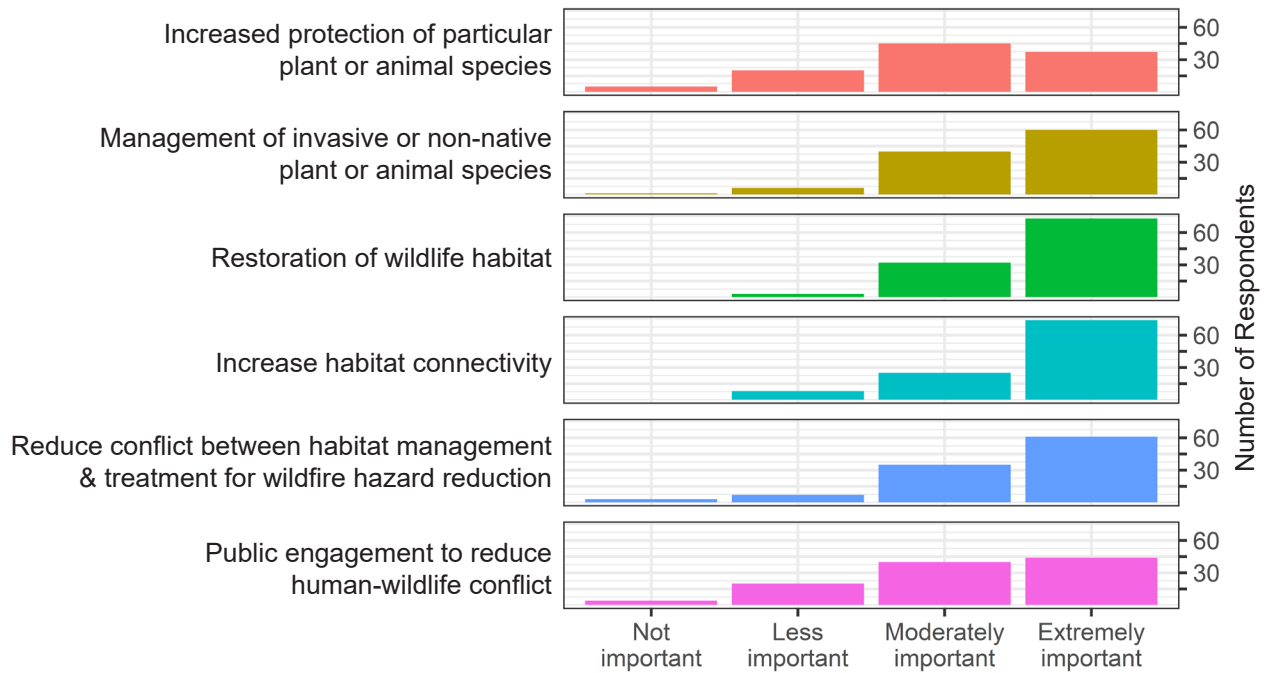 Increased protection of particular
plant or animal species
60
30
Management of invasive or non-native
plant or animal species
60
30
Restoration of wildlife habitat
60
30
Increase habitat connectivity
60
30
Reduce conflict between habitat management
& treatment for wildfire hazard reduction
60
30
Public engagement to reduce
human-wildlife conflict
60
30
Number of Respondents
Not
important
Less
important
Moderately
important
Extremely
important